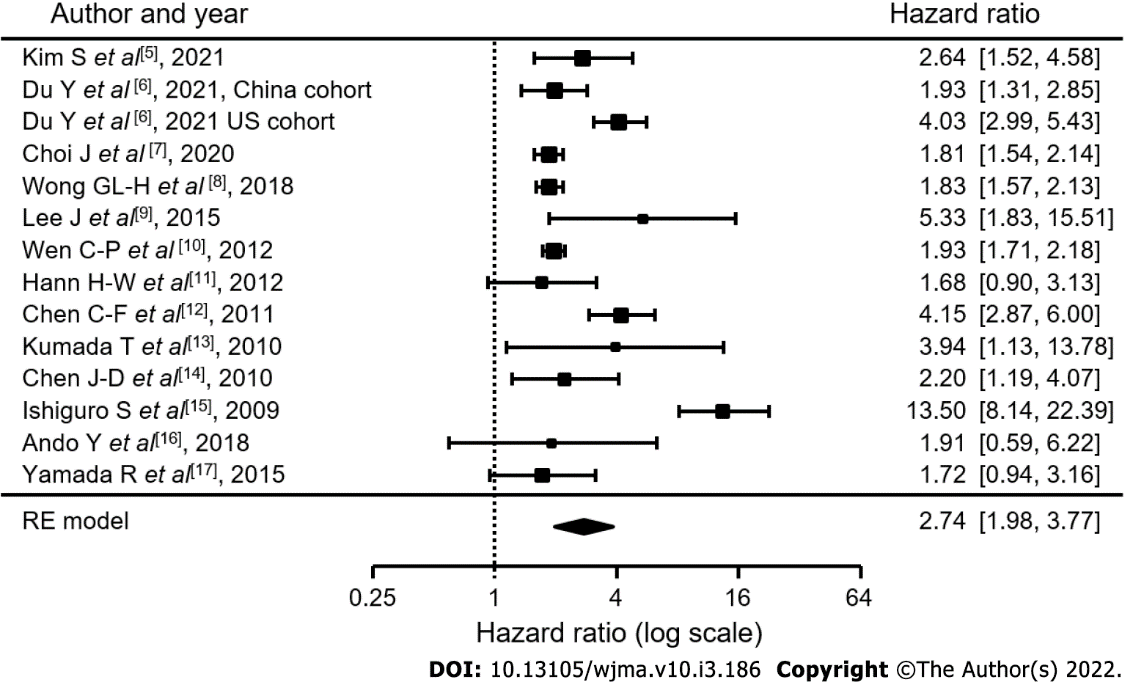 Author and year Hazard ratio
Kim S et al[5], 2021 2.64 [1.52, 4.58]
Du Y et al [6], 2021, China cohort 1.93 [1.31, 2.85]
Du Y et al [6], 2021 US cohort 4.03 [2.99, 5.43]
Choi J et al [7], 2020 1.81 [1.54, 2.14]
Wong GL-H et al [8], 2018 1.83 [1.57, 2.13]
Lee J et al[9], 2015 5.33 [1.83, 15.51]
Wen C-P et al [10], 2012 1.93 [1.71, 2.18]
Hann H-W et al[11], 2012 1.68 [0.90, 3.13]
Chen C-F et al[12], 2011 4.15 [2.87, 6.00]
Kumada T et al[13], 2010 3.94 [1.13, 13.78]
Chen J-D et al[14], 2010 2.20 [1.19, 4.07]
Ishiguro S et al[15], 2009 13.50 [8.14, 22.39]
Ando Y et al[16], 2018 1.91 [0.59, 6.22]
Yamada R et al[17], 2015 1.72 [0.94, 3.16]
RE model 2.74 [1.98, 3.77]
0.25 1 4 16 64
Hazard ratio (log scale)
DOI: 10.13105/wjma.v10.i3.186 Copyright ©The Author(s) 2022.